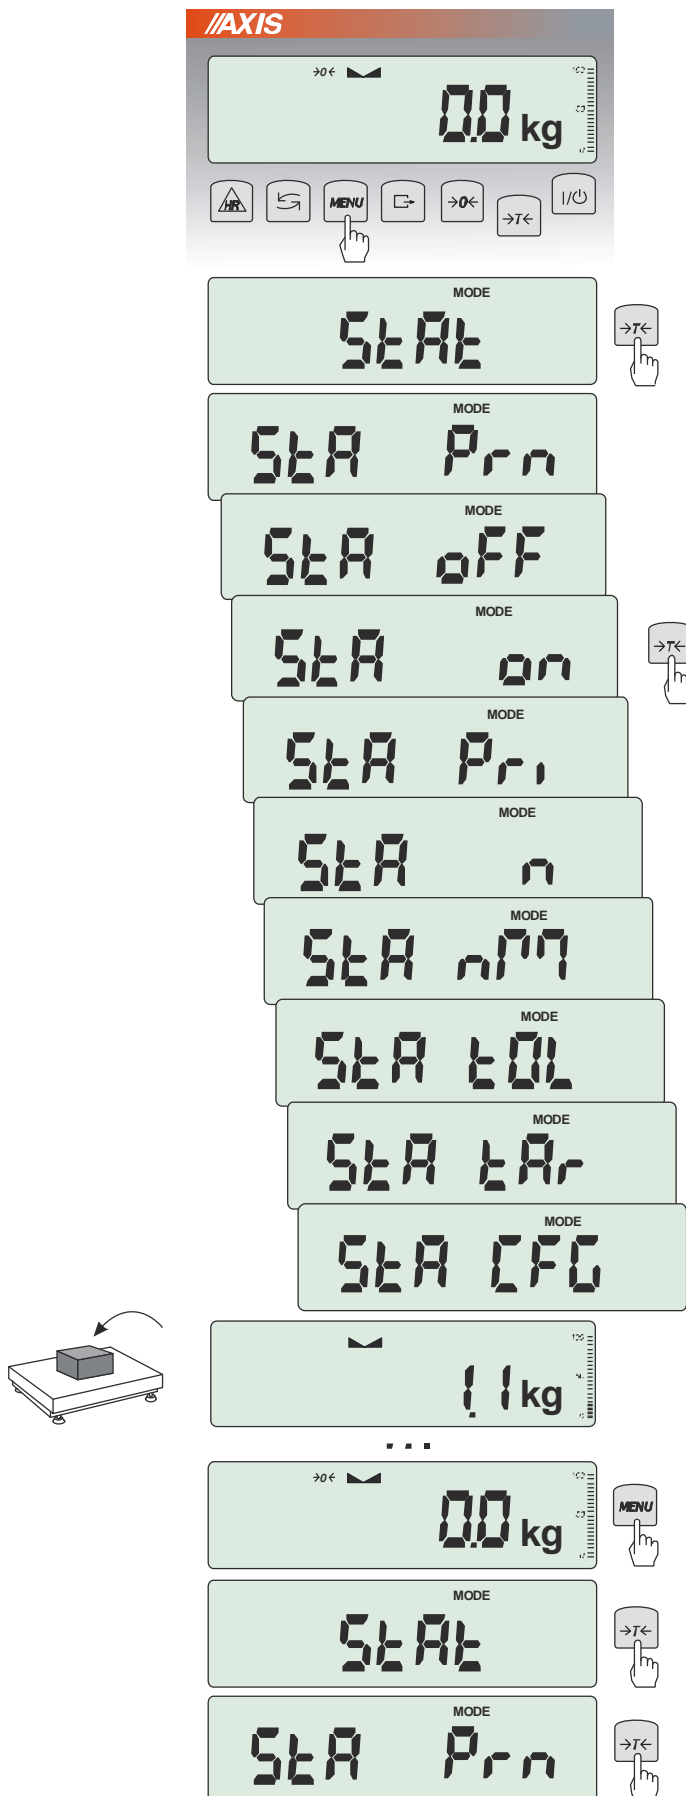 //AXIS
→0←
0.0 kg
HR MENU →0← →T← I/⏻
MODE
StAt
→T←
MODE
StA Prn
MODE
StA oFF
MODE
StA on
→T←
MODE
StA Pri
MODE
StA n
MODE
StA nM
MODE
StA tOL
MODE
StA tAr
MODE
StA CFG
100
1.1 kg
...
→0←
0.0 kg
MENU
MODE
StAt
→T←
MODE
StA Prn
→T←